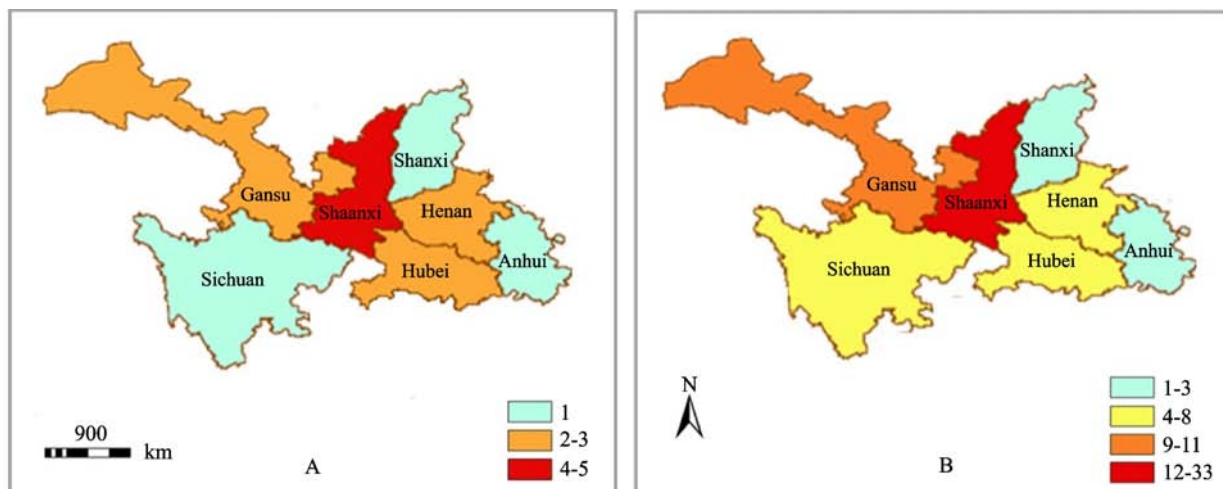 Shanxi
Gansu
Shaanxi
Henan
Sichuan
Hubei
Anhui
1
2-3
4-5
900
km
A
Shanxi
Gansu
Shaanxi
Henan
Sichuan
Hubei
Anhui
N
1-3
4-8
9-11
12-33
B